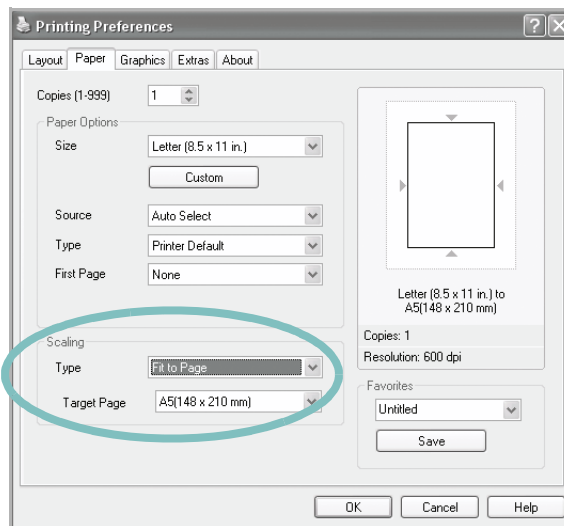 Printing Preferences
Layout Paper Graphics Extras About
Copies (1-999) 1
Paper Options
Size Letter (8.5 x 11 in.)
Custom
Source Auto Select
Type Printer Default
First Page None
Scaling
Type Fit to Page
Target Page A5(148 x 210 mm)
Letter (8.5 x 11 in.) to
A5(148 x 210 mm)
Copies: 1
Resolution: 600 dpi
Favorites
Untitled
Save
OK Cancel Help